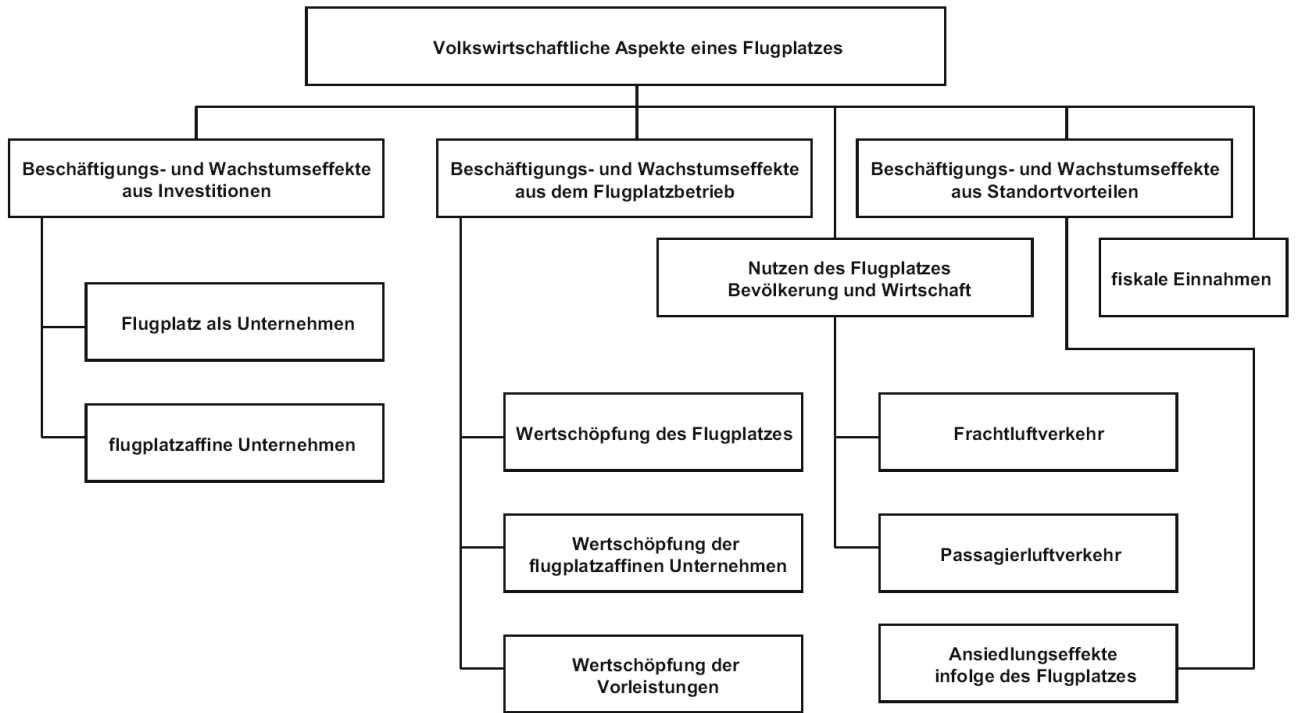 Volkswirtschaftliche Aspekte eines Flugplatzes
Beschäftigungs- und Wachstumseffekte
aus Investitionen
Beschäftigungs- und Wachstumseffekte
aus dem Flugplatzbetrieb
Beschäftigungs- und Wachstumseffekte
aus Standortvorteilen
Nutzen des Flugplatzes
Bevölkerung und Wirtschaft
fiskale Einnahmen
Flugplatz als Unternehmen
flugplatzaffine Unternehmen
Wertschöpfung des Flugplatzes
Wertschöpfung der
flugplatzaffinen Unternehmen
Wertschöpfung der
Vorleistungen
Frachtluftverkehr
Passagierluftverkehr
Ansiedlungseffekte
infolge des Flugplatzes